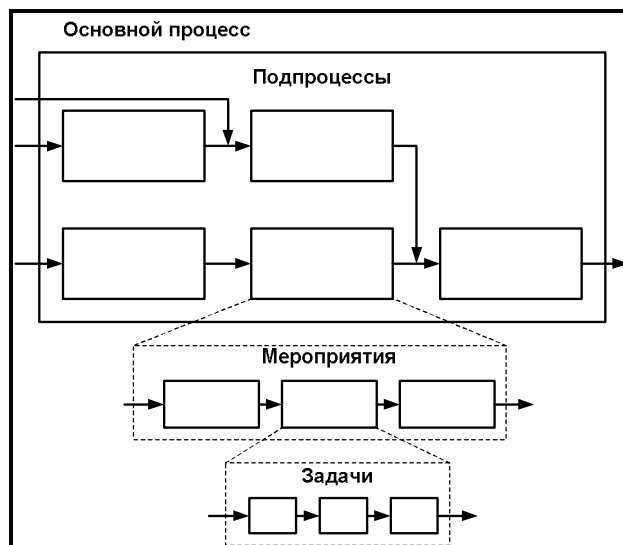 Основной процесс
Подпроцессы
Мероприятия
Задачи